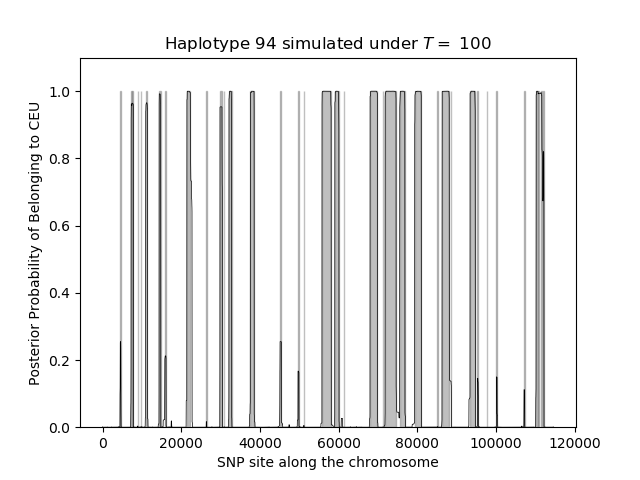 Haplotype 94 simulated under T = 100
Posterior Probability of Belonging to CEU
1.0
0.8
0.6
0.4
0.2
0.0
0 20000 40000 60000 80000 100000 120000
SNP site along the chromosome